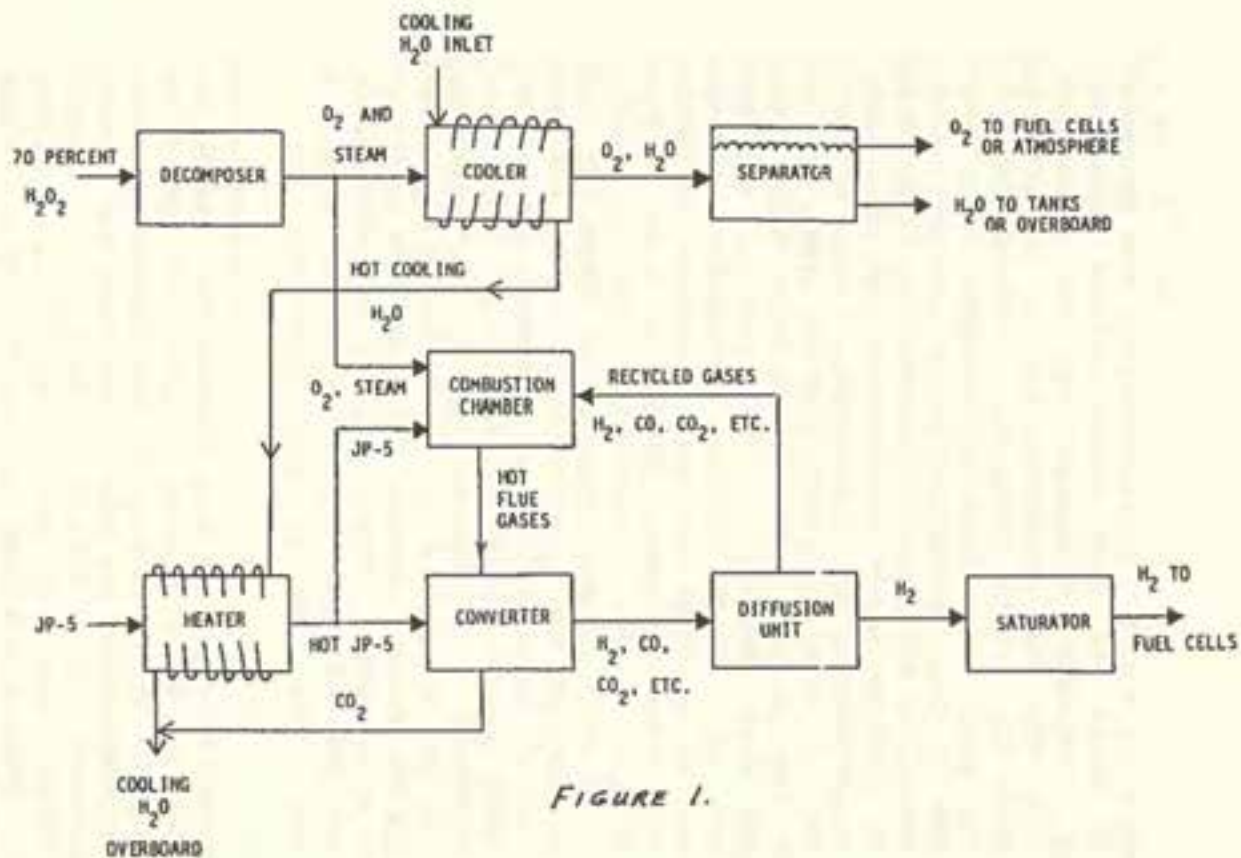 COOLING
H₂O INLET
O₂ AND
STEAM
70 PERCENT
H₂O₂
DECOMPOSER
COOLER
O₂, H₂O
SEPARATOR
O₂ TO FUEL CELLS
OR ATMOSPHERE
H₂O TO TANKS
OR OVERBOARD
HOT COOLING
H₂O
O₂, STEAM
COMBUSTION
CHAMBER
RECYCLED GASES
H₂, CO, CO₂, ETC.
JP-5
HOT
FLUE
GASES
JP-5
HEATER
HOT JP-5
CONVERTER
H₂, CO,
CO₂, ETC.
DIFFUSION
UNIT
H₂
SATURATOR
H₂ TO
FUEL CELLS
CO₂
COOLING
H₂O
OVERBOARD
FIGURE 1.